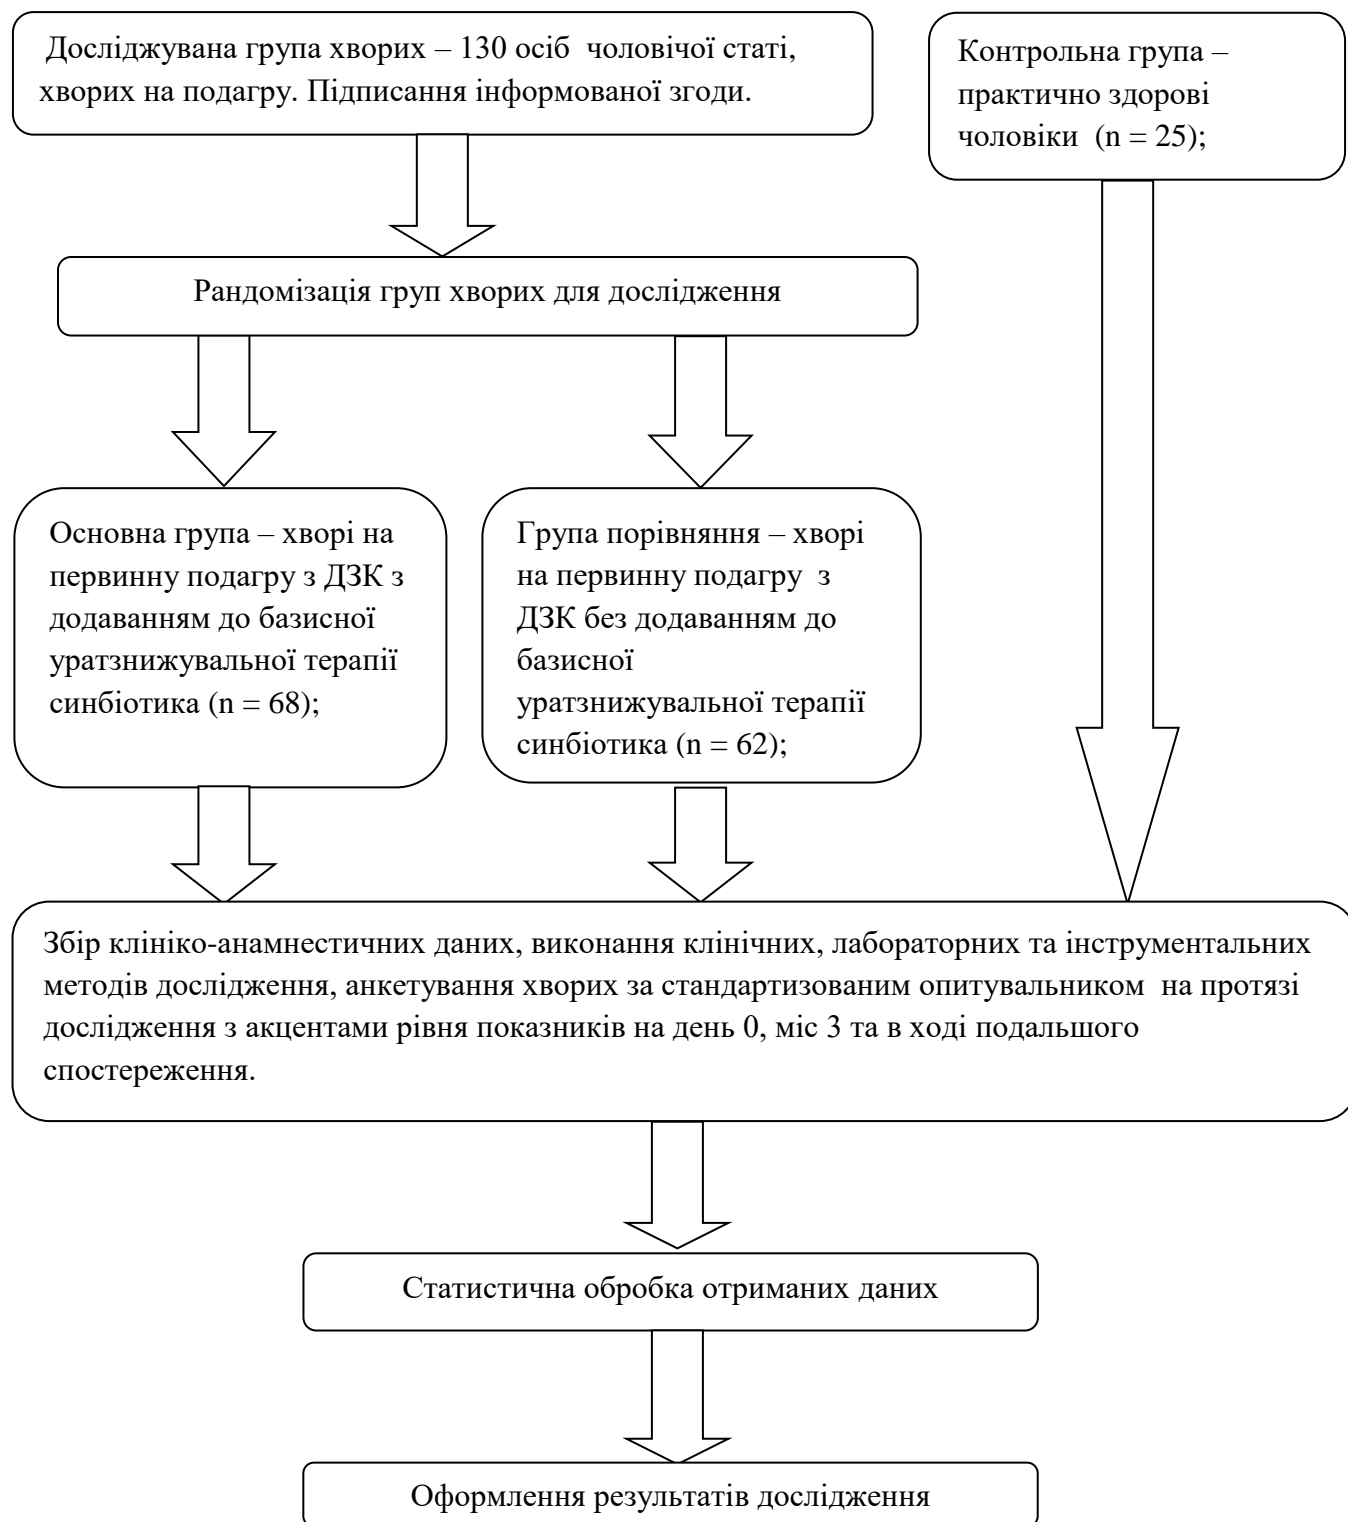 Досліджувана група хворих – 130 осіб чоловічої статі,
хворих на подагру. Підписання інформованої згоди.
Контрольна група –
практично здорові
чоловіки (n = 25);
Рандомізація груп хворих для дослідження
Основна група – хворі на
первинну подагру з ДЗК з
додаванням до базисної
уратзнижувальної терапії
синбіотика (n = 68);
Група порівняння – хворі
на первинну подагру з
ДЗК без додаванням до
базисної
уратзнижувальної терапії
синбіотика (n = 62);
Збір клініко-анамнестичних даних, виконання клінічних, лабораторних та інструментальних
методів дослідження, анкетування хворих за стандартизованим опитувальником на протязі
дослідження з акцентами рівня показників на день 0, міс 3 та в ході подальшого
спостереження.
Статистична обробка отриманих даних
Оформлення результатів дослідження